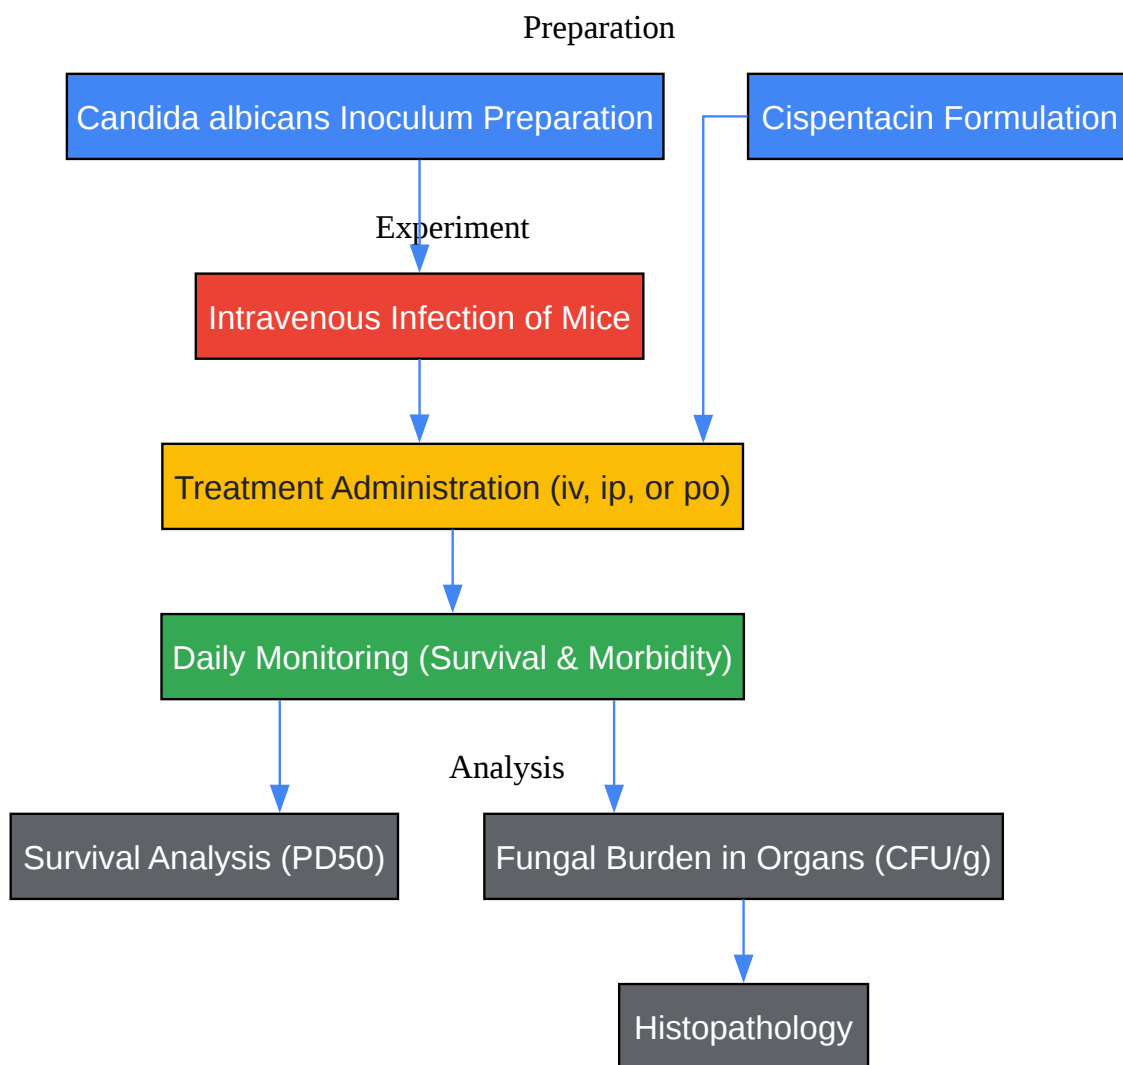 Preparation
Candida albicans Inoculum Preparation
Cispentacin Formulation
Experiment
Intravenous Infection of Mice
Treatment Administration (iv, ip, or po)
Daily Monitoring (Survival & Morbidity)
Analysis
Survival Analysis (PD50)
Fungal Burden in Organs (CFU/g)
Histopathology